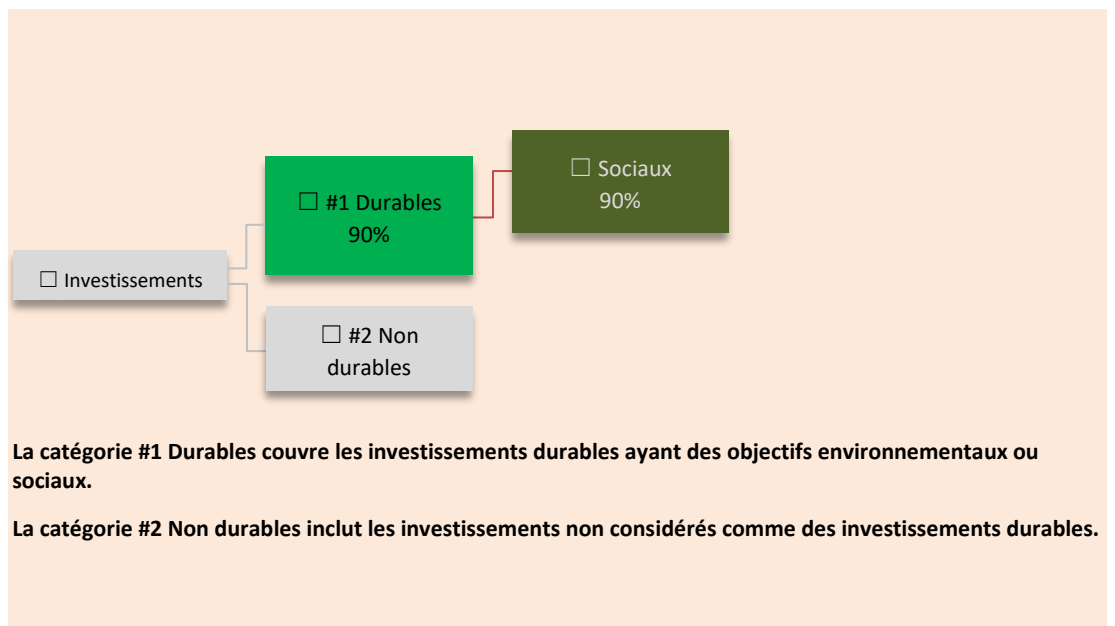 ☐ Sociaux
90%
☐ #1 Durables
90%
☐ Investissements
☐ #2 Non
durables
La catégorie #1 Durables couvre les investissements durables ayant des objectifs environnementaux ou
sociaux.
La catégorie #2 Non durables inclut les investissements non considérés comme des investissements durables.